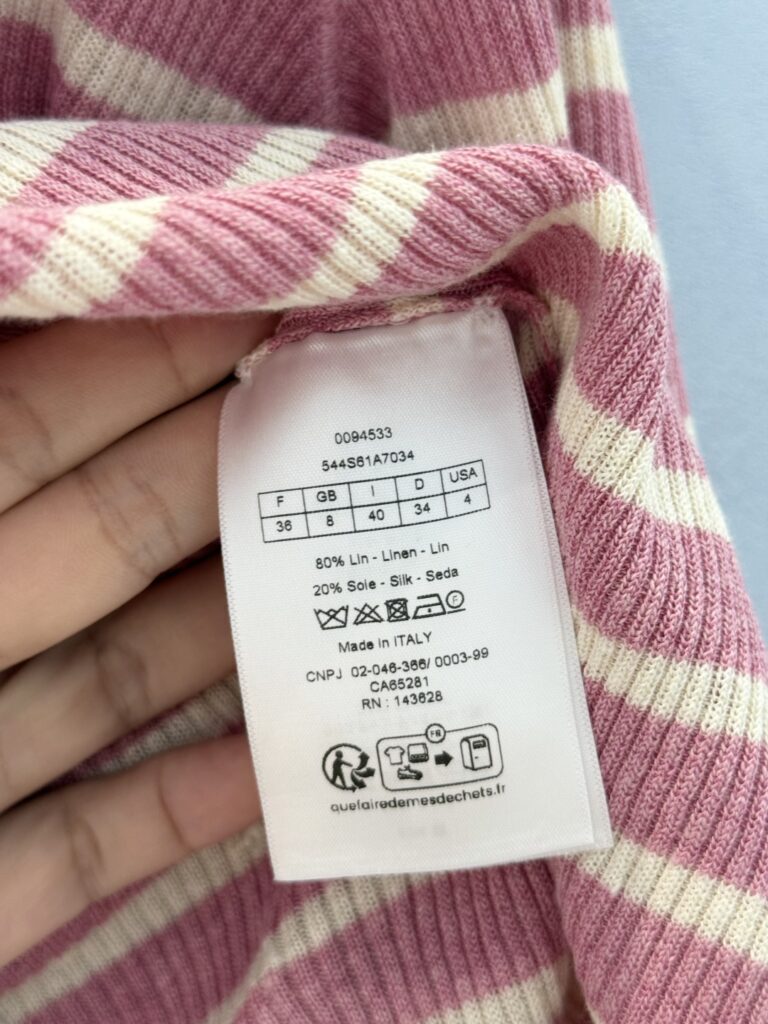 0094533
544S61A7034
F GB I D USA
36 8 40 34 4
80% Lin - Linen - Lin
20% Soie - Silk - Seda
F
Made in ITALY
CNPJ 02-046-366/ 0003-99
CA65281
RN : 143628
FR
quefairedemesdechets.fr